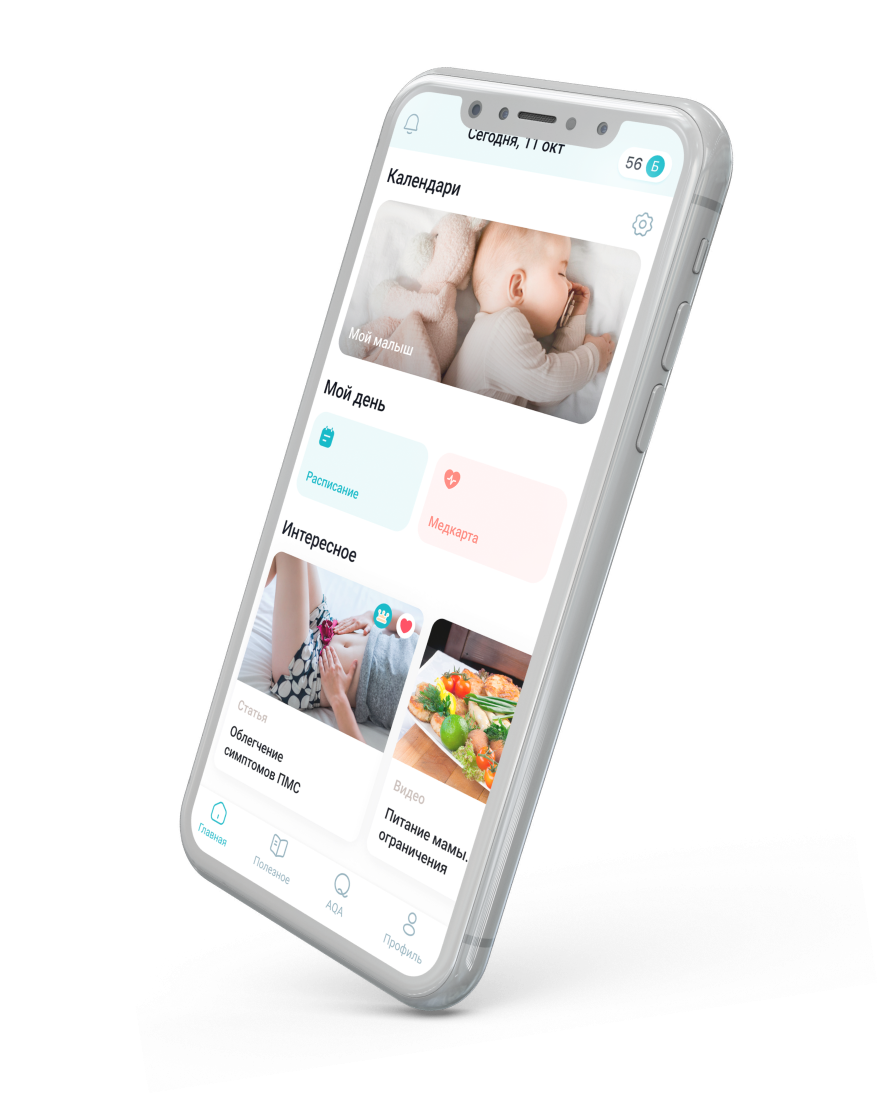 Сегодня, 11 окт
56 Б
Календари
Мой малыш
Мой день
Расписание
Медкарта
Интересное
Статья
Облегчение
симптомов ПМС
Видео
Питание мамы.
ограничения
Главная
Полезное
AQA
Профиль